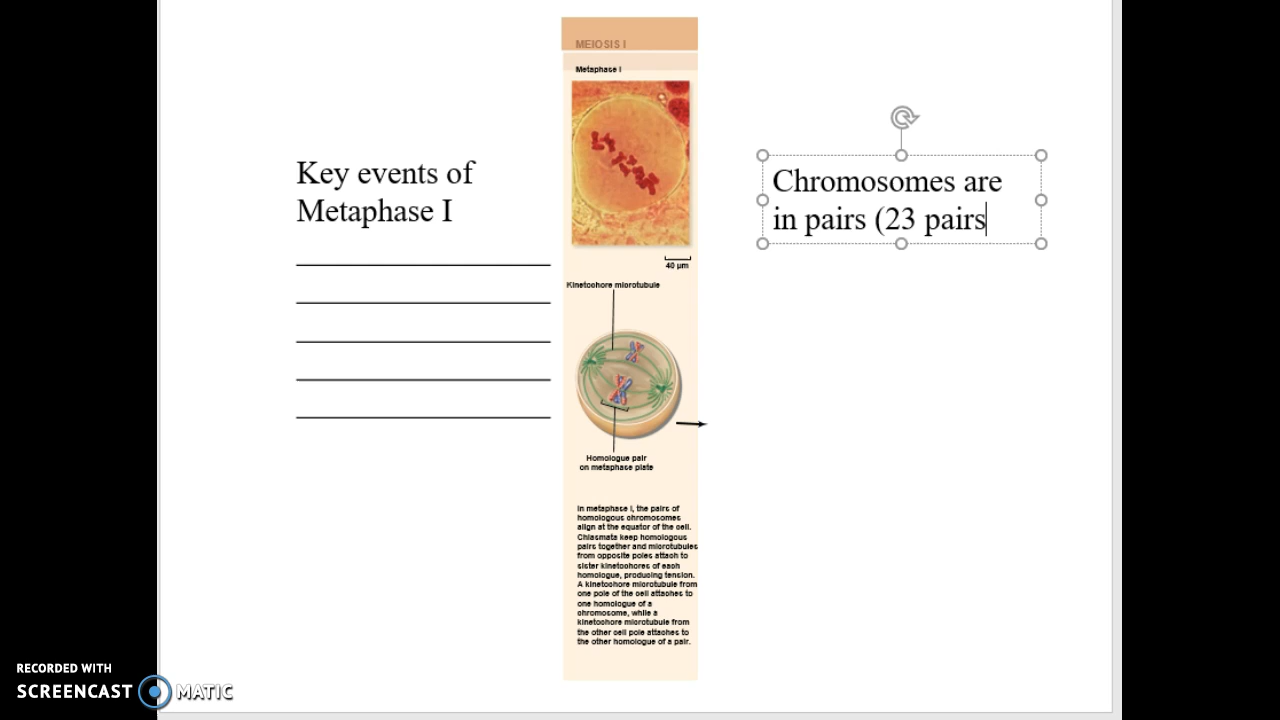 Key events of
Metaphase I
MEIOSIS I
Metaphase I
40 µm
Kinetochore microtubule
Homologue pair
on metaphase plate
In metaphase I, the pairs of
homologous chromosomes
align at the equator of the cell.
Chiasmata keep homologous
pairs together and microtubules
from opposite poles attach to
sister kinetochores of each
homologue, producing tension.
A kinetochore microtubule from
one pole of the cell attaches to
one homologue of a
chromosome, while a
kinetochore microtubule from
the other cell pole attaches to
the other homologue of a pair.
Chromosomes are
in pairs (23 pairs
RECORDED WITH
SCREENCAST MATIC